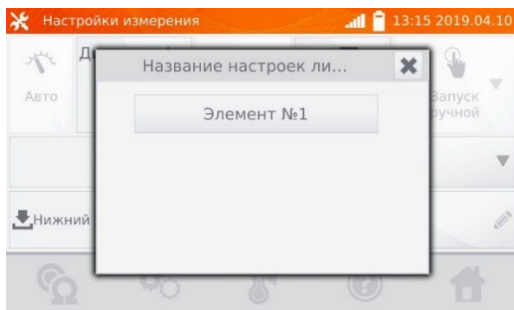 Настройки измерения
13:15 2019.04.10
Название настроек ли...
Элемент №1
Авто
Запуск
ручной
Нижний